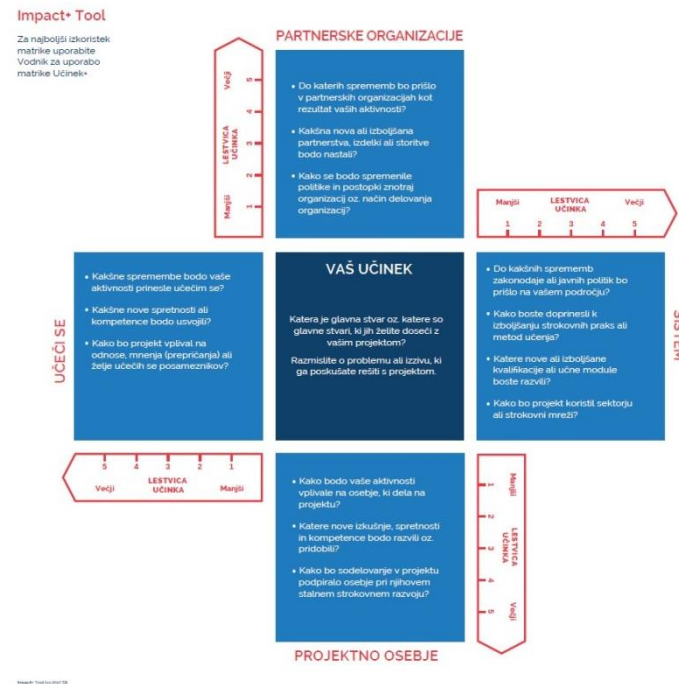 Impact+ Tool
Za najboljši izkoristek
matrike uporabite
Vodnik za uporabo
matrike Učinek+
PARTNERSKE ORGANIZACIJE
• Do katerih sprememb bo prišlo
v partnerskih organizacijah kot
rezultat vaših aktivnosti?
• Kakšna nova ali izboljšana
partnerstva, izdelki ali storitve
bodo nastali?
• Kako se bodo spremenile
politike in postopki znotraj
organizacij oz. način delovanja
organizacij?
Večji
LESTVICA
UČINKA
Manjši
5
4
3
2
1
Manjši
LESTVICA
UČINKA
Večji
1 2 3 4 5
UČEČI SE
• Kakšne spremembe bodo vaše
aktivnosti prinesle učečim se?
• Kakšne nove spretnosti ali
kompetence bodo usvojili?
• Kako bo projekt vplival na
odnose, mnenja (prepričanja) ali
želje učečih se posameznikov?
VAŠ UČINEK
Katera je glavna stvar oz. katere so
glavne stvari, ki jih želite doseči z
vašim projektom?
Razmislite o problemu ali izzivu, ki
ga poskušate rešiti s projektom.
• Do kakšnih sprememb
zakonodaje ali javnih politik bo
prišlo na vašem področju?
• Kako boste doprinesli k
izboljšanju strokovnih praks ali
metod učenja?
• Katere nove ali izboljšane
kvalifikacije ali učne module
boste razvili?
• Kako bo projekt koristil sektorju
ali strokovni mreži?
SISTEM
5 4 3 2 1
Večji
LESTVICA
UČINKA
Manjši
• Kako bodo vaše aktivnosti
vplivale na osebje, ki dela na
projektu?
• Katere nove izkušnje, spretnosti
in kompetence bodo razvili oz.
pridobili?
• Kako bo sodelovanje v projektu
podpiralo osebje pri njihovem
stalnem strokovnem razvoju?
Manjši
LESTVICA
UČINKA
Večji
1
2
3
4
5
PROJEKTNO OSEBJE